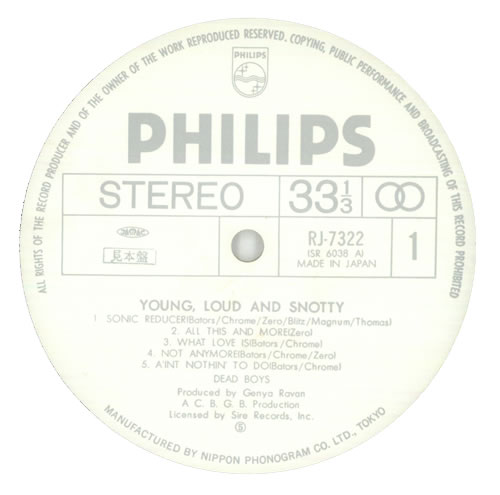 ALL RIGHTS OF THE RECORD PRODUCER AND OF THE OWNER OF THE WORK REPRODUCED RESERVED. COPYING, PUBLIC PERFORMANCE AND BROADCASTING OF THIS RECORD PROHIBITED
PHILIPS
PHILIPS
STEREO 33 1/3
見本盤
RJ-7322
ISR 6038 A1
MADE IN JAPAN
1
YOUNG, LOUD AND SNOTTY
1 SONIC REDUCER(Bators/Chrome/Zero/Blitz/Magnum/Thomas)
2. ALL THIS AND MORE(Zero)
3. WHAT LOVE IS(Bators/Chrome)
4. NOT ANYMORE(Bators/Chrome/Zero)
5. A'INT NOTHIN' TO DO(Bators/Chrome)
DEAD BOYS
Produced by Genya Ravan
A C. B. G. B. Production
Licensed by Sire Records, Inc.
Ⓢ
MANUFACTURED BY NIPPON PHONOGRAM CO. LTD., TOKYO